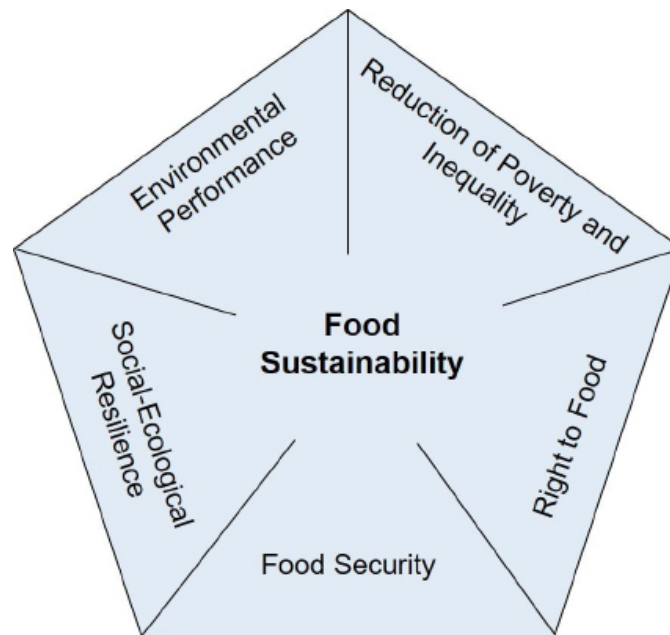 Environmental
Performance
Reduction of Poverty and
Inequality
Food
Sustainability
Social-Ecological
Resilience
Right to Food
Food Security